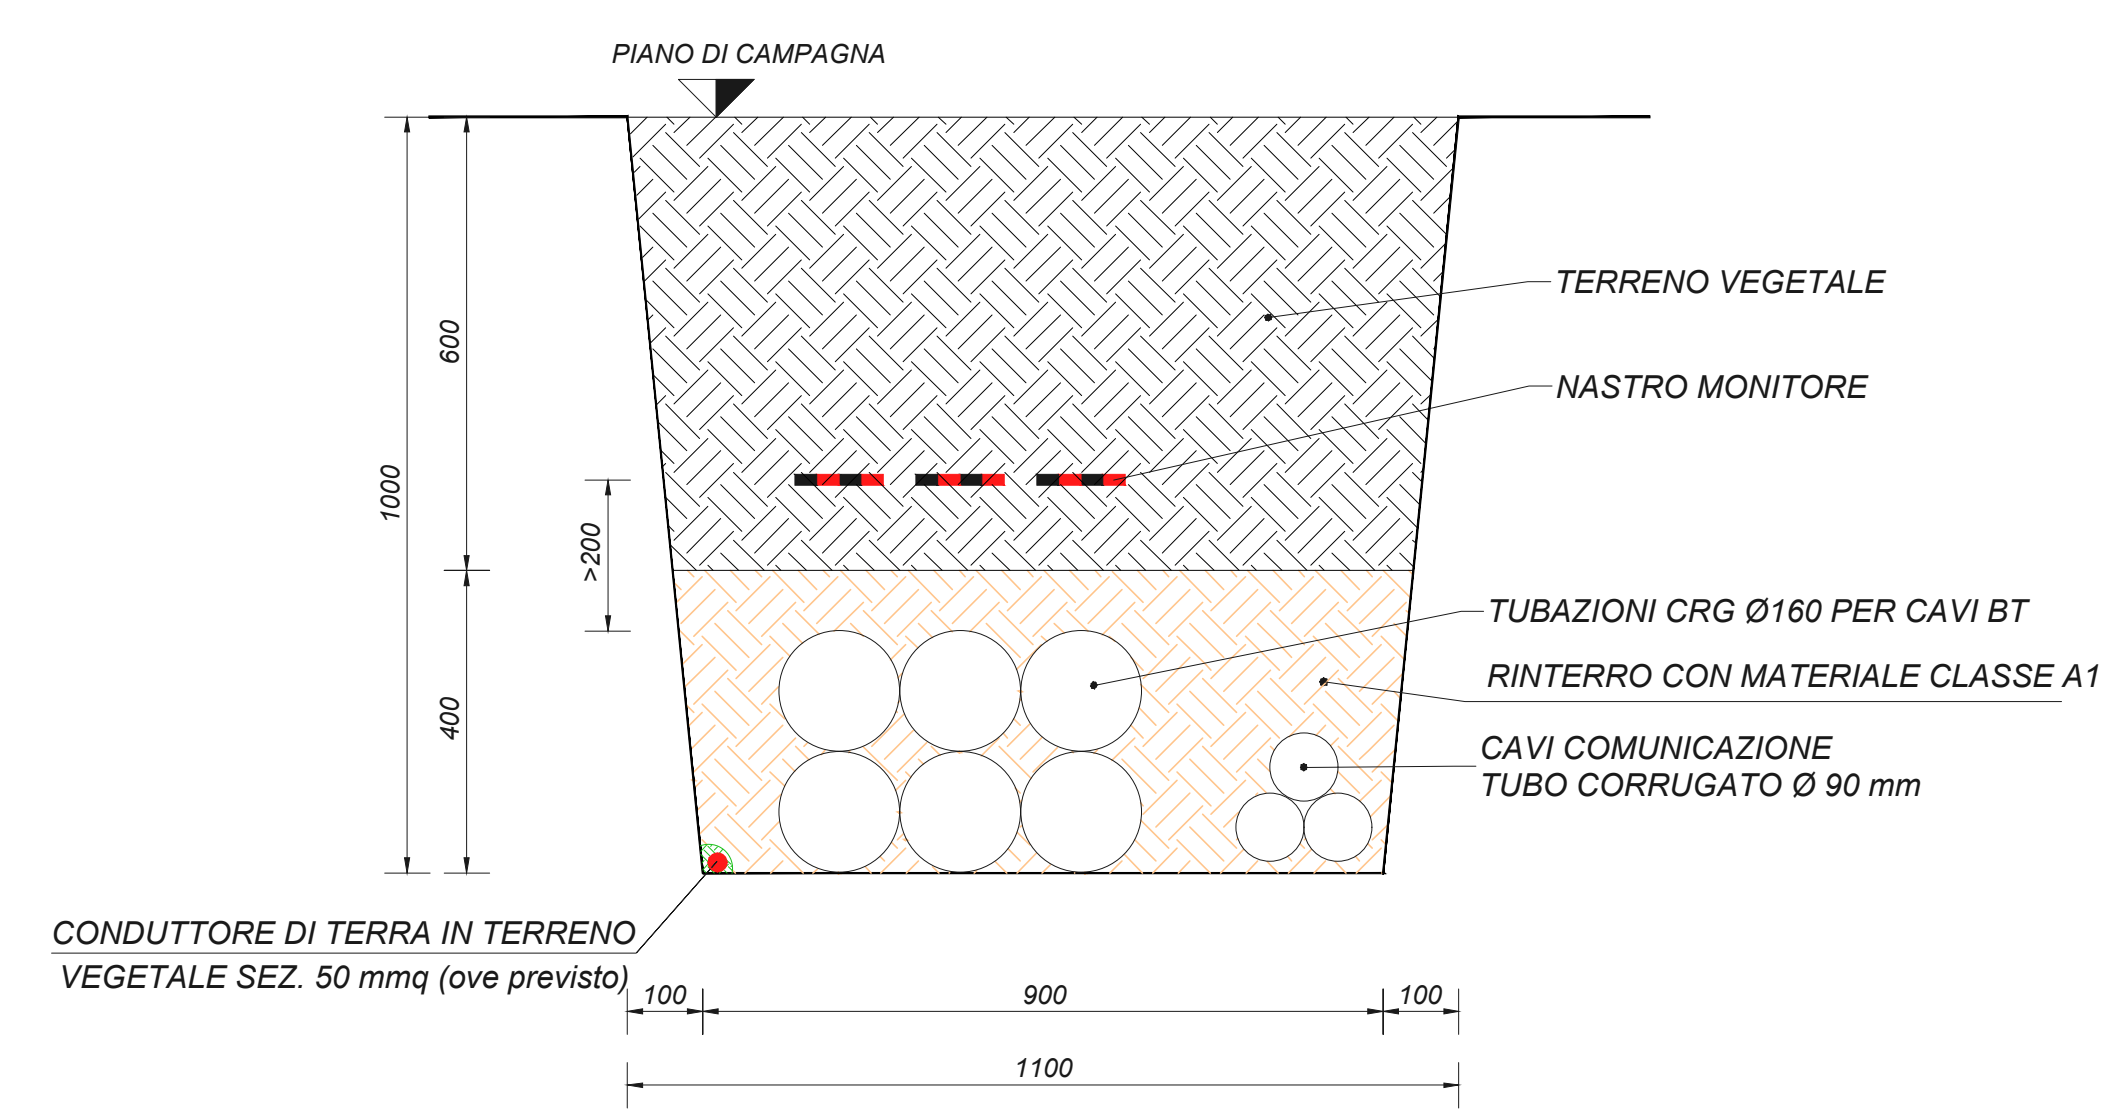 PIANO DI CAMPAGNA
TERRENO VEGETALE
600
NASTRO MONITORE
1000
>200
TUBAZIONI CRG Ø160 PER CAVI BT
RINTERRO CON MATERIALE CLASSE A1
400
CAVI COMUNICAZIONE
TUBO CORRUGATO Ø 90 mm
CONDUTTORE DI TERRA IN TERRENO
VEGETALE SEZ. 50 mmq (ove previsto)
100
900
100
1100